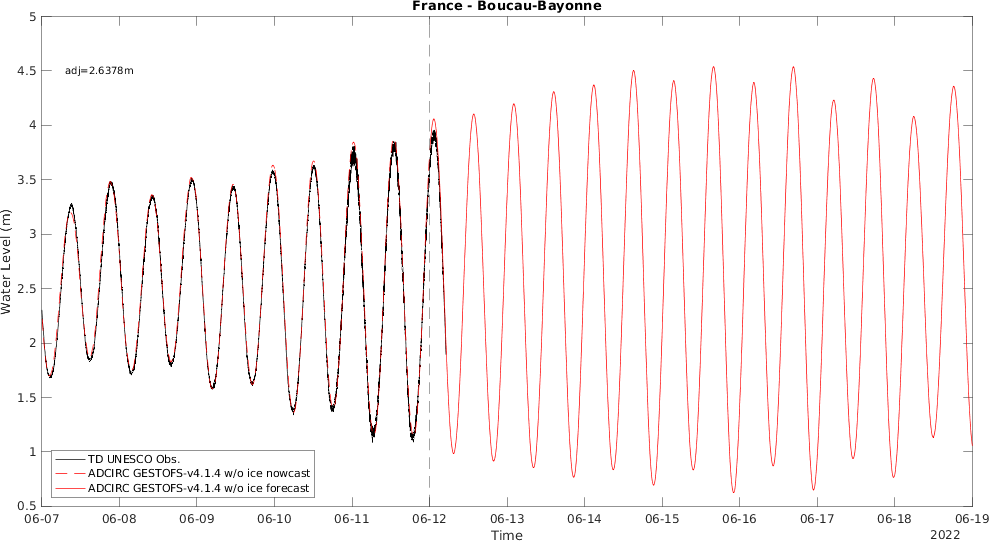 France - Boucau-Bayonne
5
4.5
4
3.5
3
2.5
2
1.5
1
0.5
Water Level (m)
adj=2.6378m
TD UNESCO Obs.
ADCIRC GESTOFS-v4.1.4 w/o ice nowcast
ADCIRC GESTOFS-v4.1.4 w/o ice forecast
06-07 06-08 06-09 06-10 06-11 06-12 06-13 06-14 06-15 06-16 06-17 06-18 06-19
Time
2022